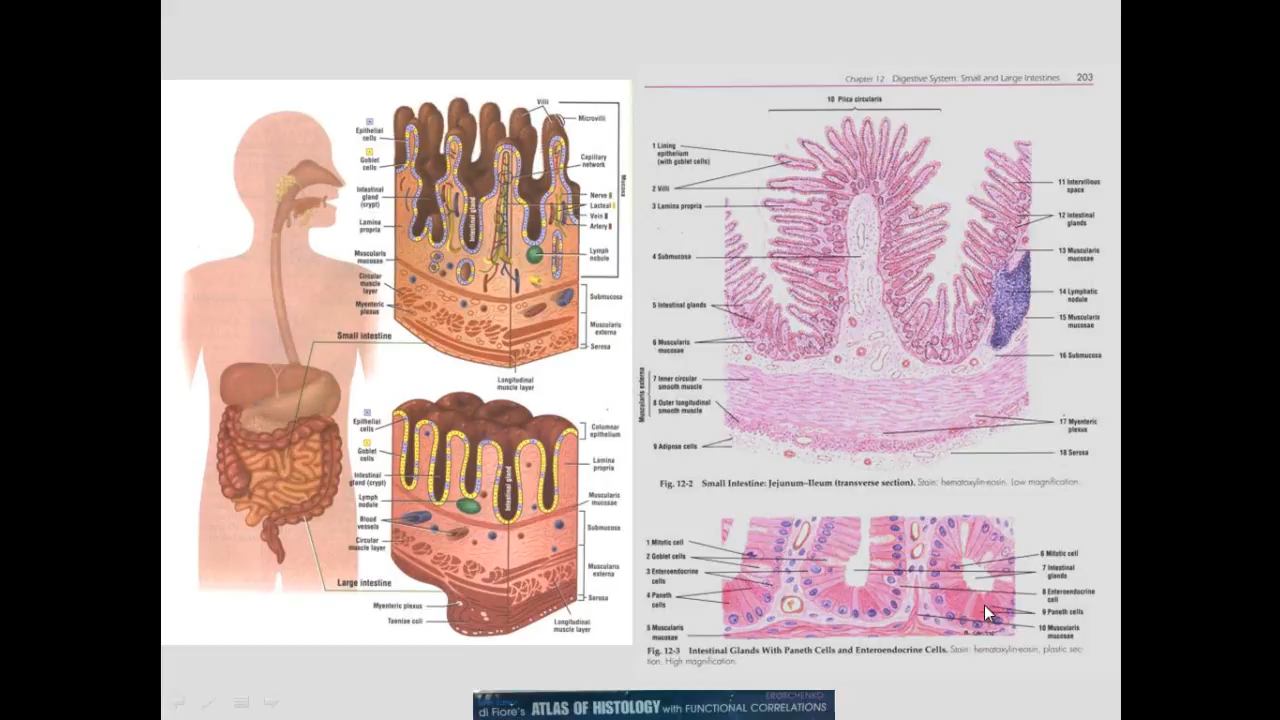 Villi
Microvilli
Epithelial
cells
Goblet
cells
Capillary
network
Mucosa
Intestinal
gland
(crypt)
Nerve
Lacteal
Vein
Artery
Intestinal gland
Lamina
propria
Lymph
nodule
Muscularis
mucosae
Circular
muscle
layer
Submucosa
Myenteric
plexus
Muscularis
externa
Small intestine
Serosa
Longitudinal
muscle layer
Epithelial
cells
Columnar
epithelium
Goblet
cells
Lamina
propria
Intestinal
gland (crypt)
Intestinal gland
Lymph
nodule
Muscularis
mucosae
Blood
vessels
Submucosa
Circular
muscle layer
Muscularis
externa
Large intestine
Serosa
Myenteric plexus
Taeniae coli
Longitudinal
muscle layer
Chapter 12 Digestive System: Small and Large Intestines 203
10 Plica circularis
1 Lining
epithelium
(with goblet cells)
2 Villi
3 Lamina propria
4 Submucosa
5 Intestinal glands
6 Muscularis
mucosae
Muscularis externa
7 Inner circular
smooth muscle
8 Outer longitudinal
smooth muscle
9 Adipose cells
11 Intervillous
space
12 Intestinal
glands
13 Muscularis
mucosae
14 Lymphatic
nodule
15 Muscularis
mucosae
16 Submucosa
17 Myenteric
plexus
18 Serosa
Fig. 12-2 Small Intestine: Jejunum–Ileum (transverse section). Stain: hematoxylin-eosin. Low magnification.
1 Mitotic cell
2 Goblet cells
3 Enteroendocrine
cells
4 Paneth
cells
5 Muscularis
mucosae
6 Mitotic cell
7 Intestinal
glands
8 Enteroendocrine
cell
9 Paneth cells
10 Muscularis
mucosae
Fig. 12-3 Intestinal Glands With Paneth Cells and Enteroendocrine Cells. Stain: hematoxylin-eosin, plastic sec-
tion. High magnification.
EROSCHENKO
di Fiore's ATLAS OF HISTOLOGY with FUNCTIONAL CORRELATIONS